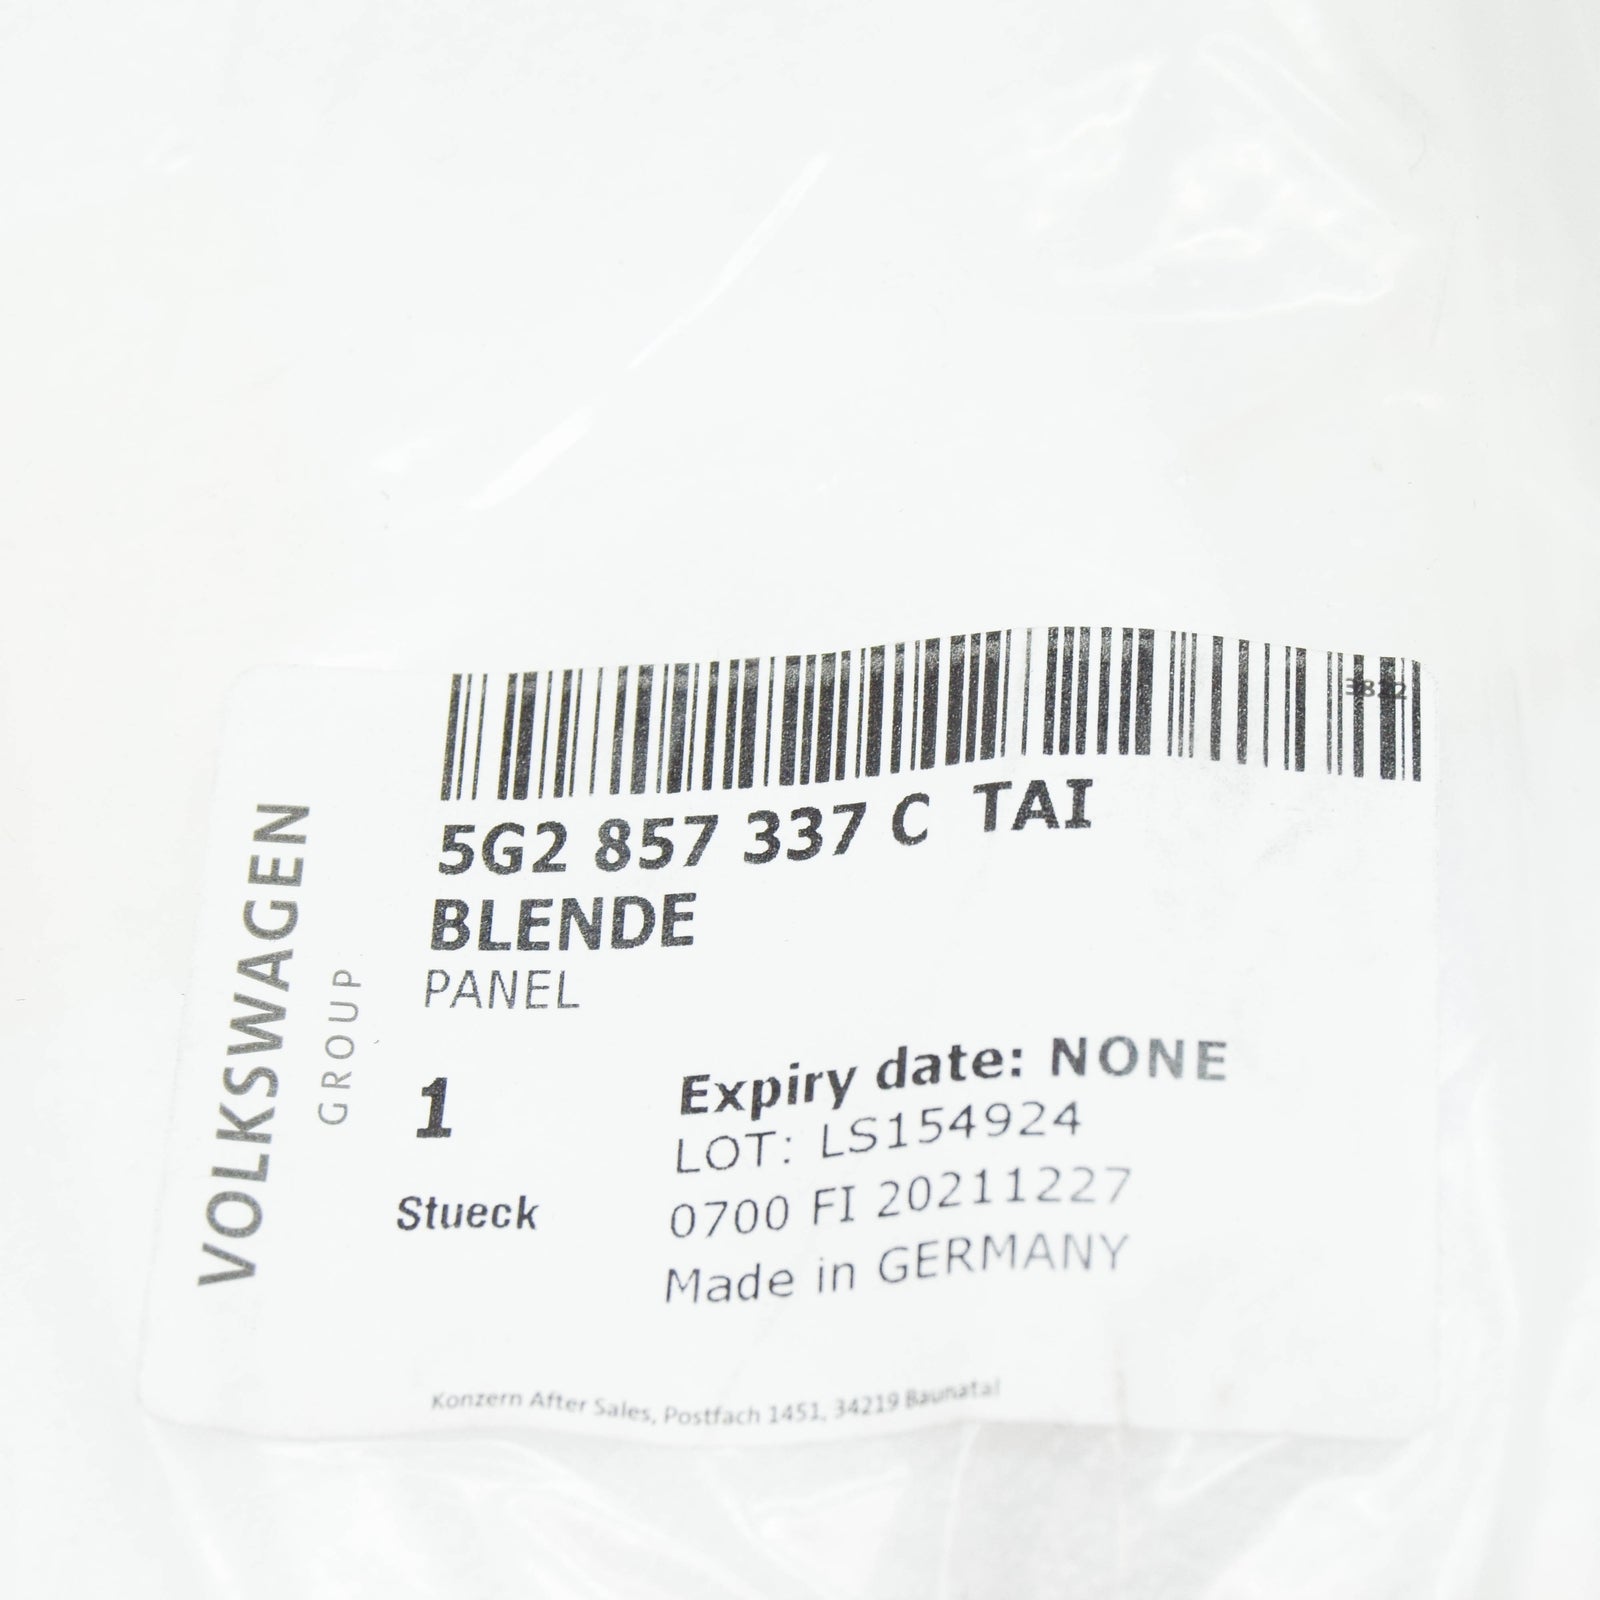 3822
5G2 857 337 C TAI
BLENDE
PANEL
VOLKSWAGEN
GROUP
1
Stueck
Expiry date: NONE
LOT: LS154924
0700 FI 20211227
Made in GERMANY
Konzern After Sales, Postfach 1451, 34219 Baunatal